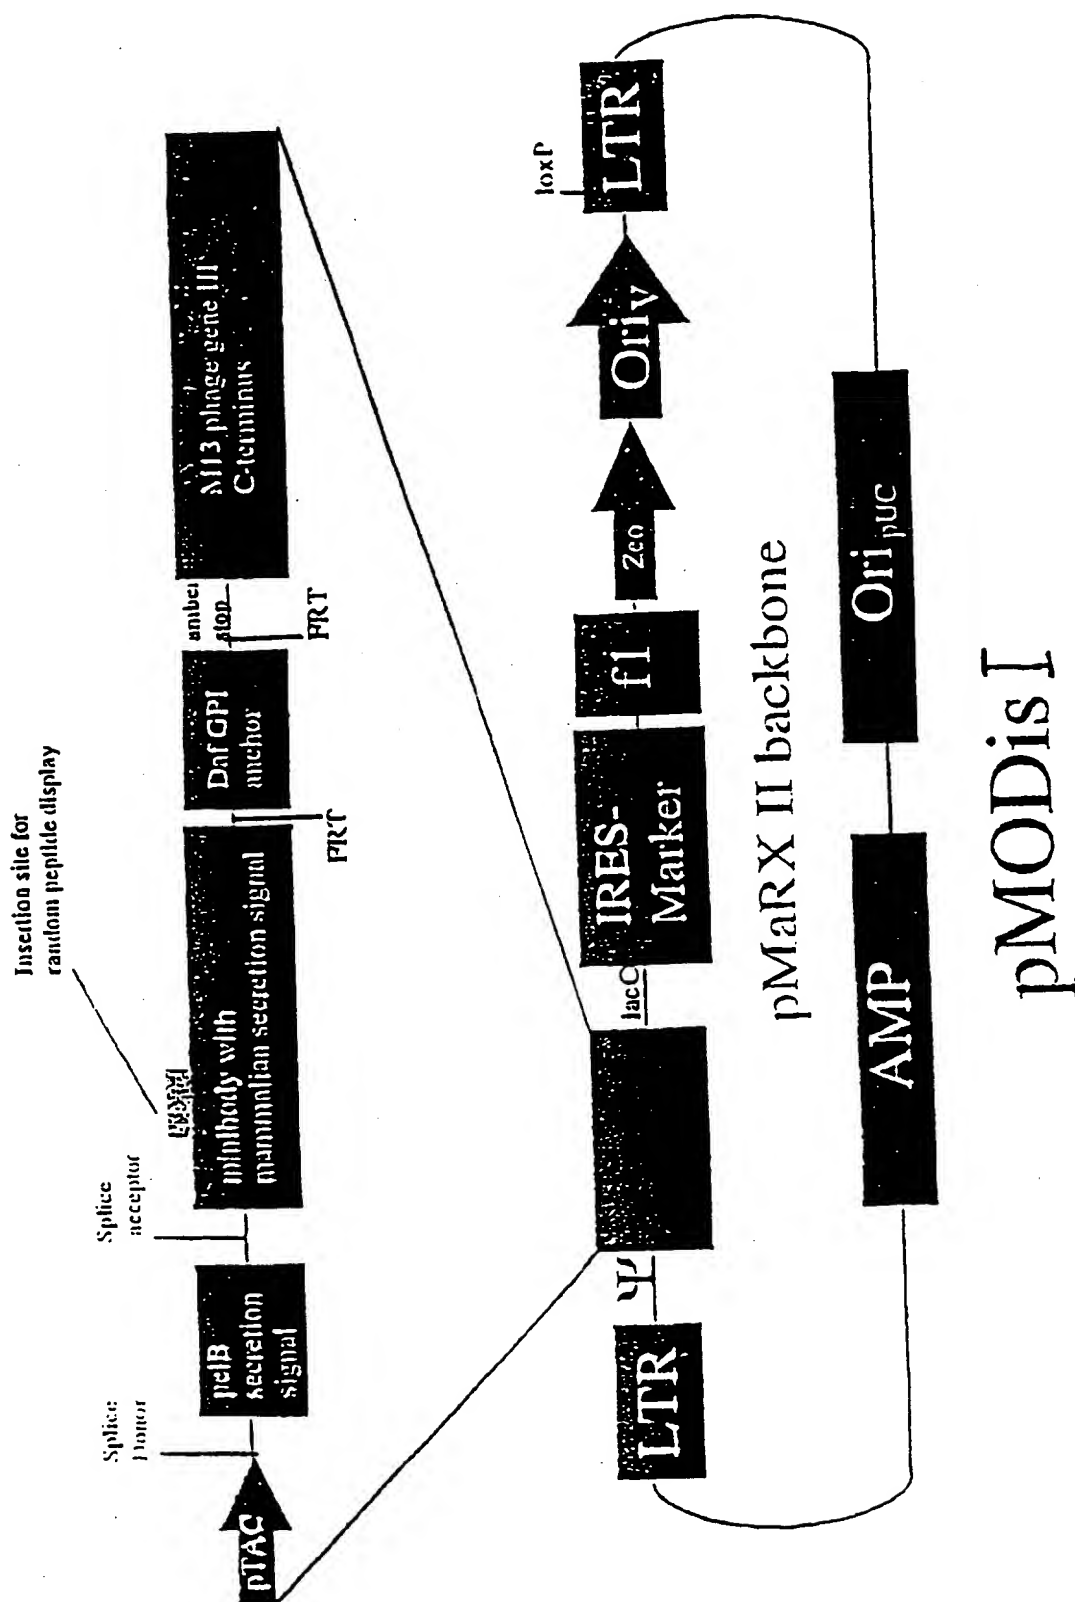 Insertion site for
random peptide display
Splice
Donor
Splice
acceptor
pTAC
pelB
secretion
signal
minibody with
mammalian secretion signal
FRT
Daf GPI
anchor
amber
stop
FRT
M13 phage gene III
C-terminus
LTR
Ψ
lacO
IRES-
Marker
f1
Zeo
OriV
loxP
LTR
pMaRX II backbone
AMP
Ori pUC
pMODis I